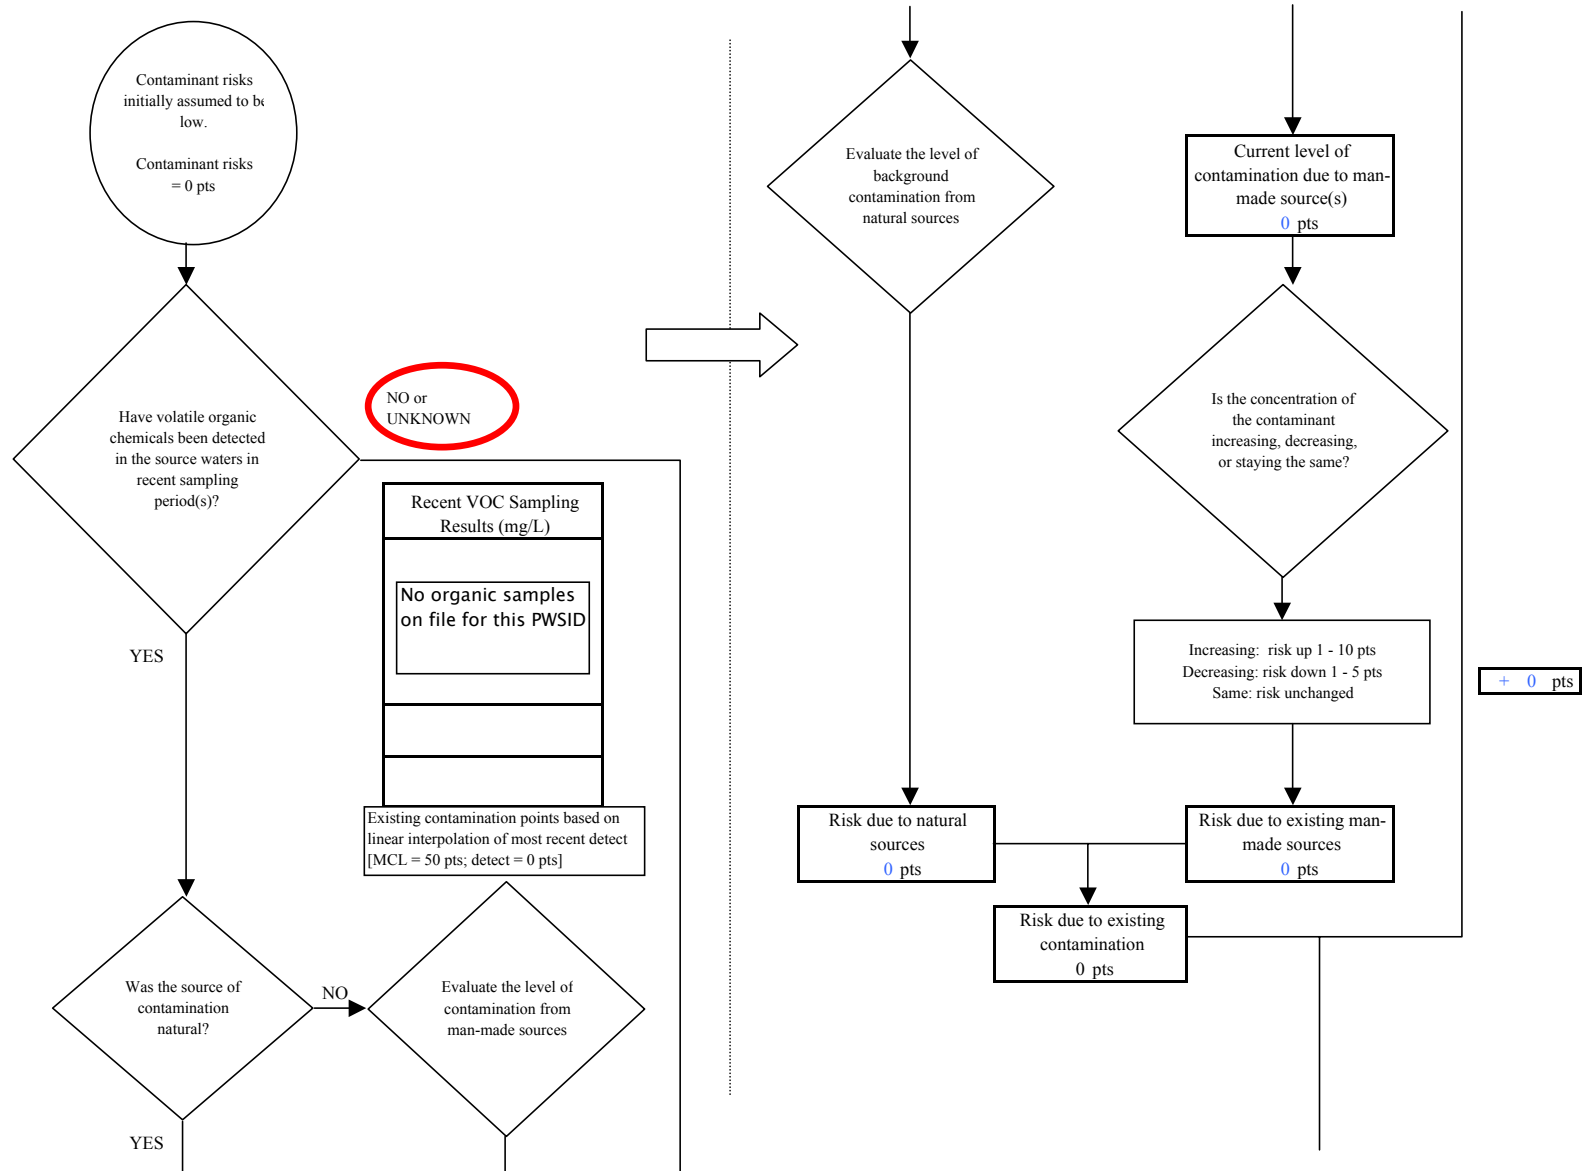 Contaminant risks
initially assumed to be
low.
Contaminant risks
= 0 pts
Have volatile organic
chemicals been detected
in the source waters in
recent sampling
period(s)?
NO or
UNKNOWN
YES
Recent VOC Sampling
Results (mg/L)
No organic samples
on file for this PWSID
Existing contamination points based on
linear interpolation of most recent detect
[MCL = 50 pts; detect = 0 pts]
Was the source of
contamination
natural?
NO
Evaluate the level of
contamination from
man-made sources
YES
Evaluate the level of
background
contamination from
natural sources
Current level of
contamination due to man-
made source(s)
0 pts
Is the concentration of
the contaminant
increasing, decreasing,
or staying the same?
Increasing: risk up 1 - 10 pts
Decreasing: risk down 1 - 5 pts
Same: risk unchanged
+ 0 pts
Risk due to natural
sources
0 pts
Risk due to existing man-
made sources
0 pts
Risk due to existing
contamination
0 pts